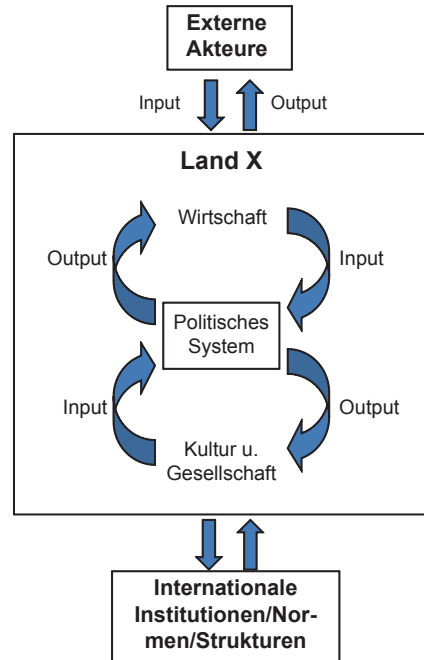 Externe
Akteure
Input
Output
Land X
Wirtschaft
Output
Input
Politisches
System
Input
Output
Kultur u.
Gesellschaft
Internationale
Institutionen/Nor-
men/Strukturen